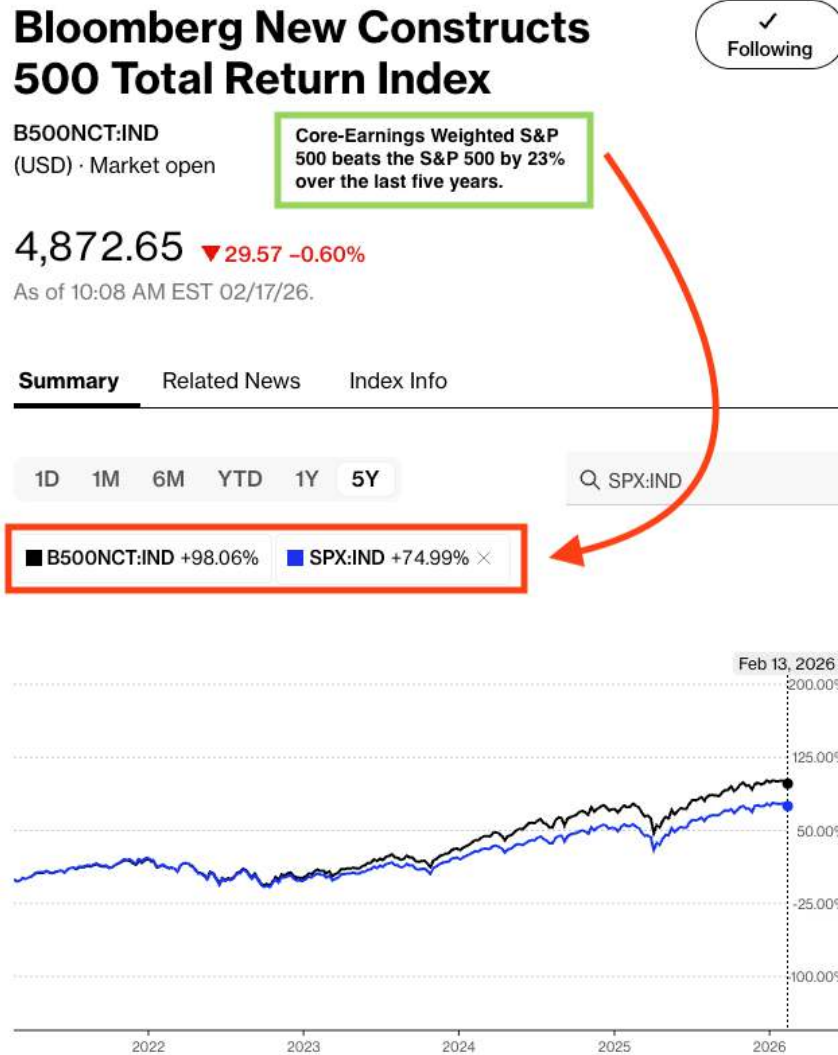 Bloomberg New Constructs
500 Total Return Index
✓
Following
B500NCT:IND
(USD) · Market open
Core-Earnings Weighted S&P
500 beats the S&P 500 by 23%
over the last five years.
4,872.65 ▼29.57 –0.60%
As of 10:08 AM EST 02/17/26.
Summary Related News Index Info
1D 1M 6M YTD 1Y 5Y
SPX:IND
B500NCT:IND +98.06% SPX:IND +74.99% ×
Feb 13, 2026
200.00%
125.00%
50.00%
-25.00%
-100.00%
2022 2023 2024 2025 2026